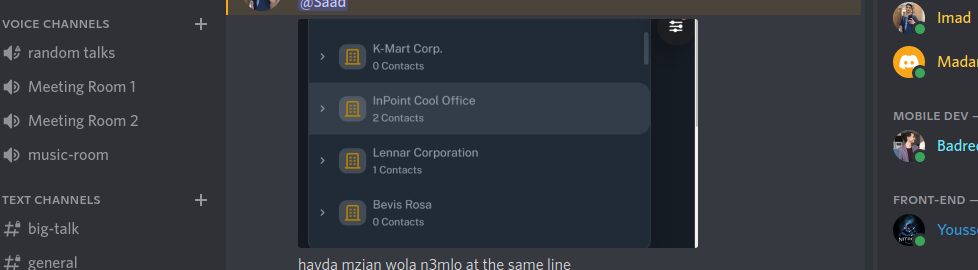 VOICE CHANNELS
random talks
Meeting Room 1
Meeting Room 2
music-room
TEXT CHANNELS
big-talk
general
@Saad
K-Mart Corp.
0 Contacts
InPoint Cool Office
2 Contacts
Lennar Corporation
1 Contacts
Bevis Rosa
0 Contacts
hayda mzian wola n3mlo at the same line
Imad
Madar
MOBILE DEV —
Badre
FRONT-END —
Yousse